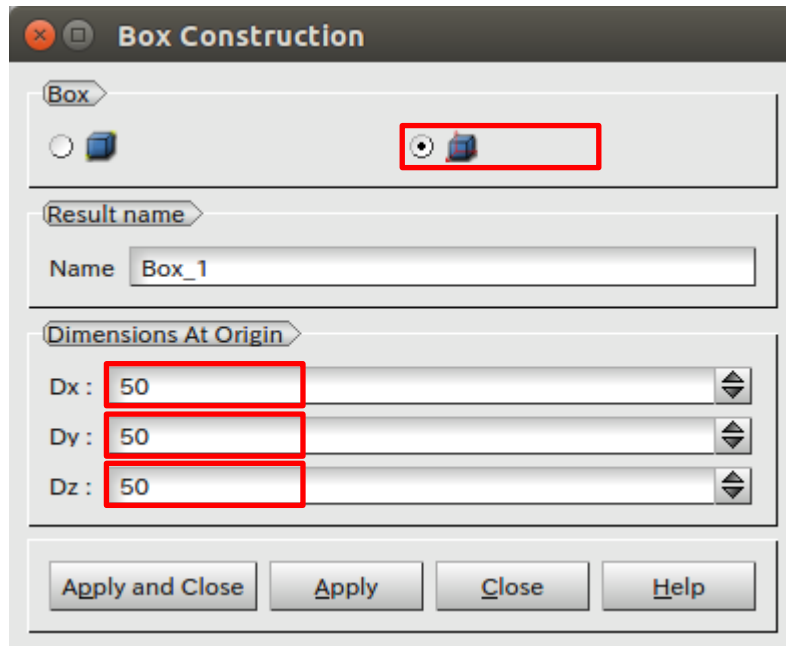 Box Construction
Box
Result name
Name Box_1
Dimensions At Origin
Dx : 50
Dy : 50
Dz : 50
Apply and Close Apply Close Help